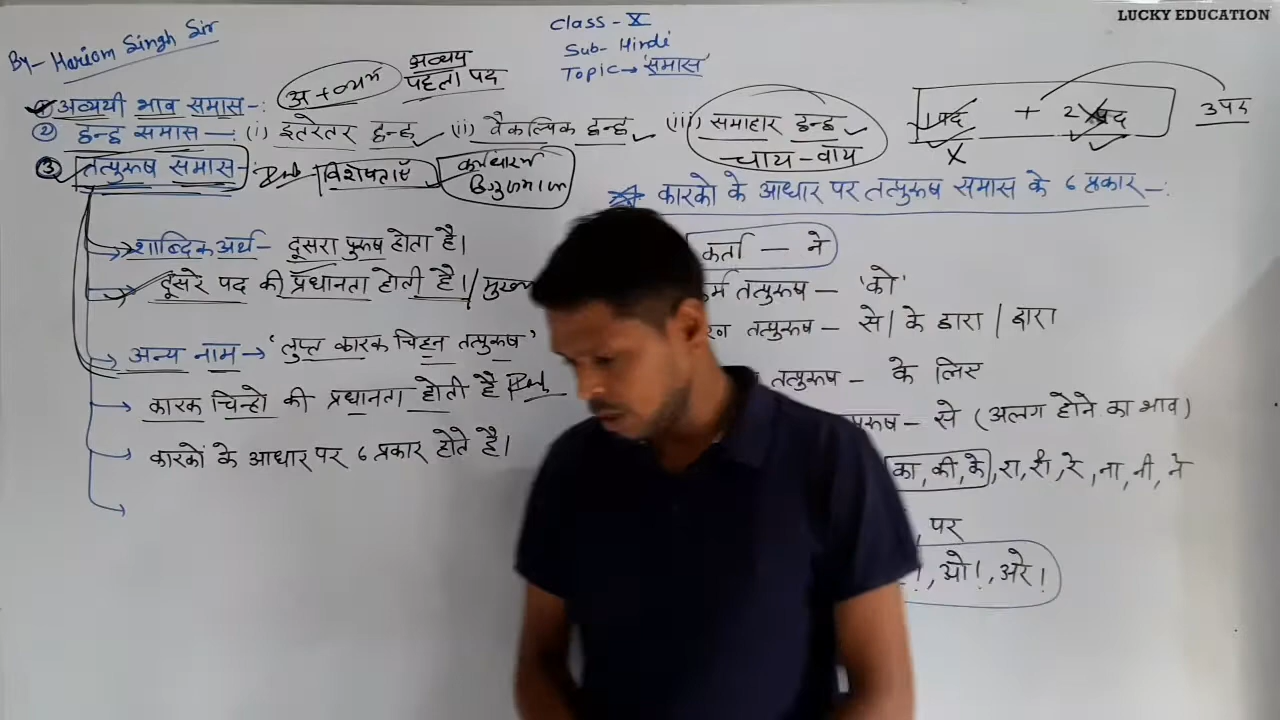 LUCKY EDUCATION
By- Hariom Singh Sir
Class - X
Sub- Hindi
Topic → 'समास'
अ + व्यय
अव्यय
पहला पद
① अव्ययी भाव समास -:
② द्वन्द्व समास -: (i) इतरेतर द्वन्द्व (ii) वैकल्पिक द्वन्द्व (iii) समाहार द्वन्द्व
चाय - वाय
1 पद + 2 पद
3 पद
X
③ तत्पुरुष समास -: विशेषताएँ
कारको के आधार पर तत्पुरुष समास के 6 प्रकार -:
शाब्दिक अर्थ - दूसरा पुरुष होता है।
दूसरे पद की प्रधानता होती है। / मुख्य
अन्य नाम → 'लुप्त कारक चिहन तत्पुरुष'
कारक चिन्हो की प्रधानता होती है
कारकों के आधार पर 6 प्रकार होते है।
कर्ता — ने
तत्पुरुष - 'को'
तत्पुरुष - से / के द्वारा / द्वारा
तत्पुरुष - के लिए
- से (अलग होने का भाव)
का, की, के, रा, री, रे, ना, नी, ने
, पर
!, ओ!, अरे!